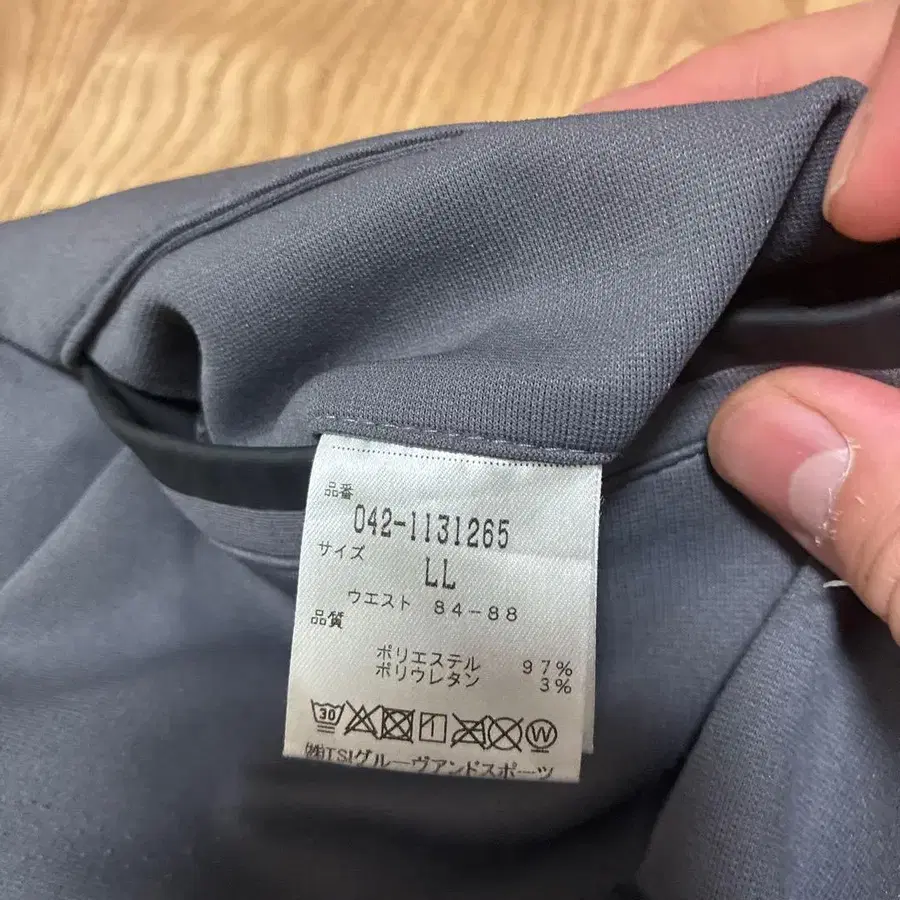 品番
042-1131265
サイズ
LL
ウエスト 84-88
品質
ポリエステル 97%
ポリウレタン 3%
30 W
㈱TSIグルーヴアンドスポーツ